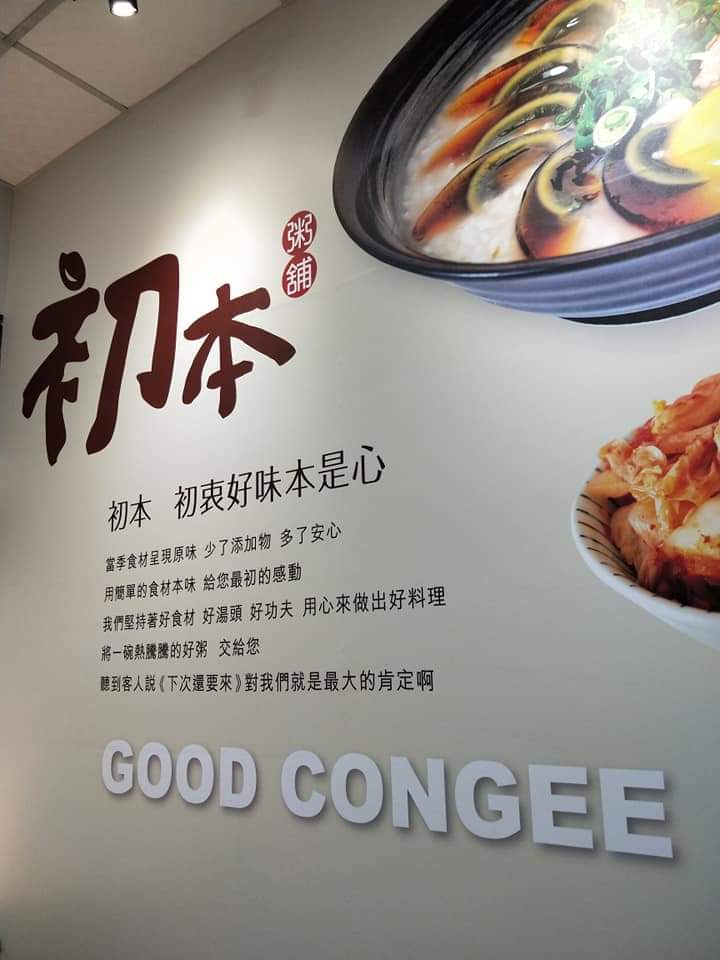 初本
粥舖
初本 初衷好味本是心
當季食材呈現原味 少了添加物 多了安心
用簡單的食材本味 給您最初的感動
我們堅持著好食材 好湯頭 好功夫 用心來做出好料理
將一碗熱騰騰的好粥 交給您
聽到客人說《下次還要來》對我們就是最大的肯定啊
GOOD CONGEE